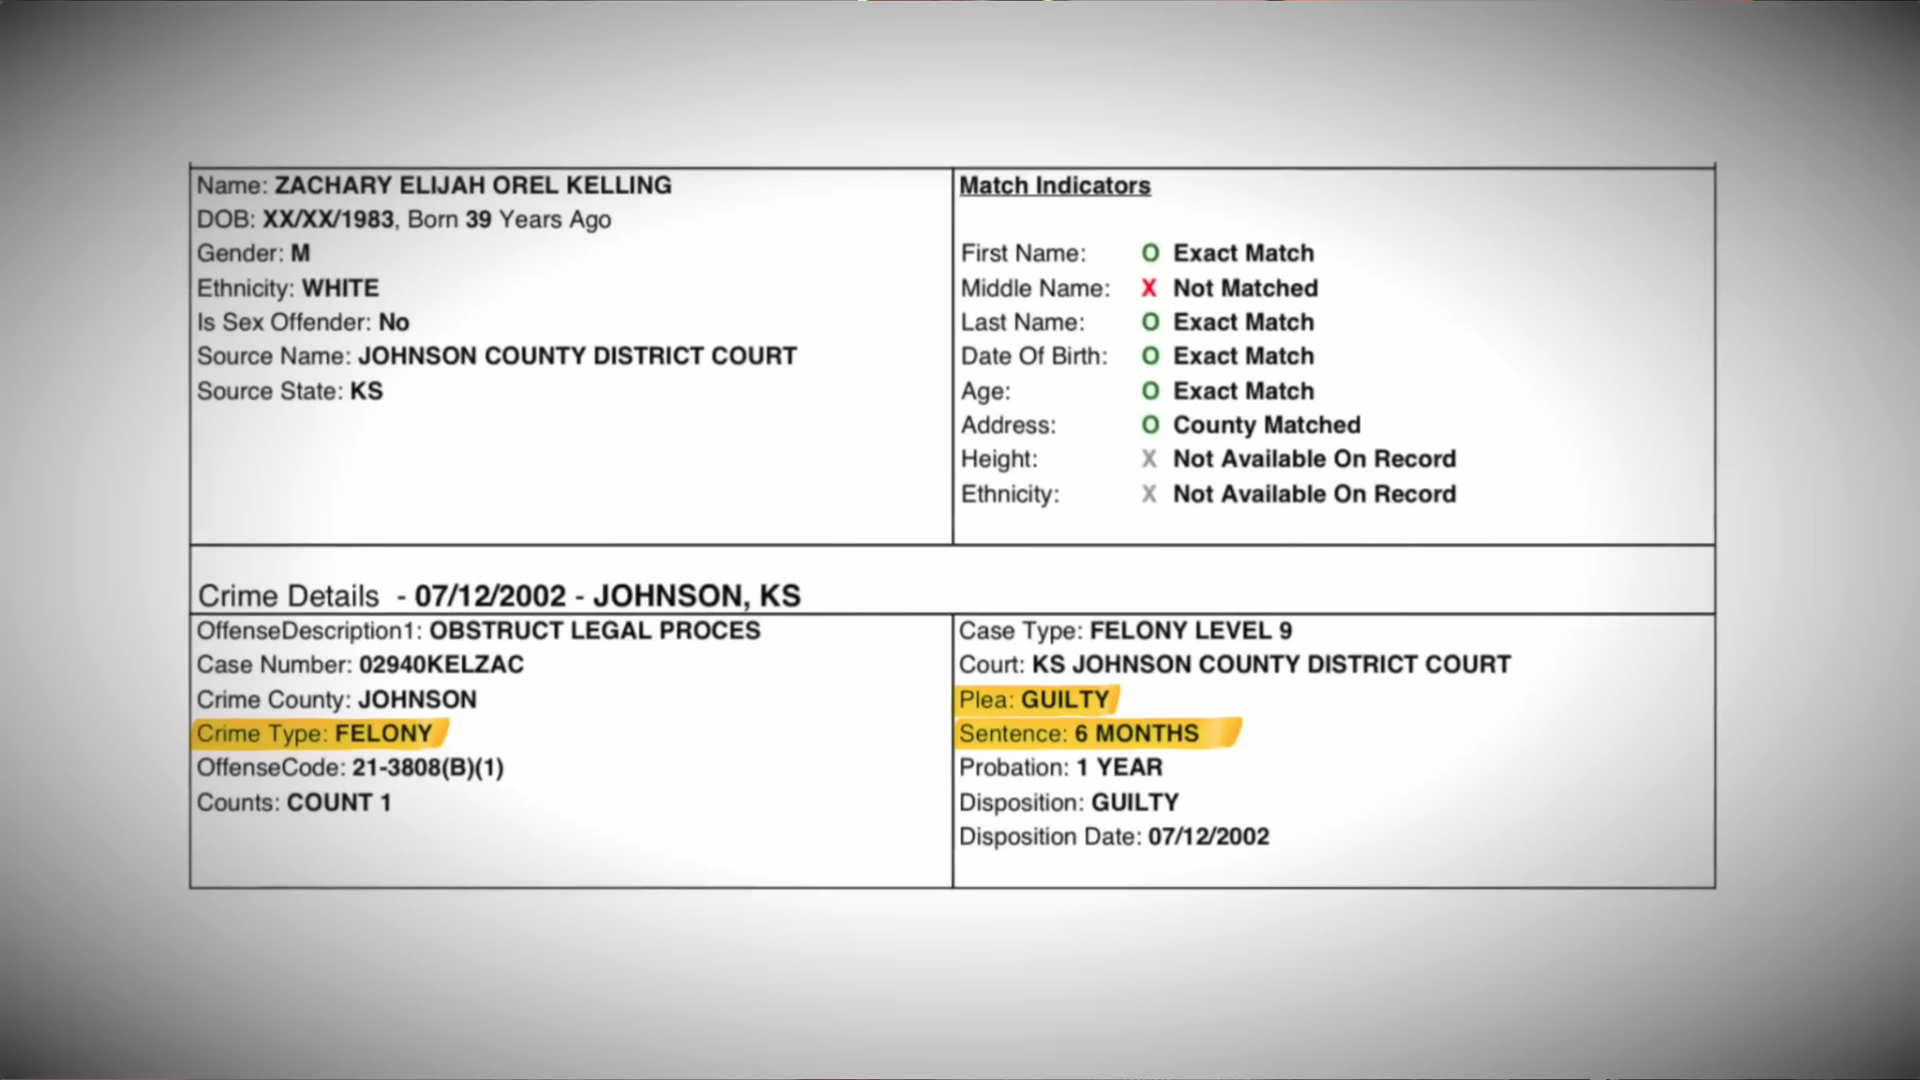 Name: ZACHARY ELIJAH OREL KELLING
DOB: XX/XX/1983, Born 39 Years Ago
Gender: M
Ethnicity: WHITE
Is Sex Offender: No
Source Name: JOHNSON COUNTY DISTRICT COURT
Source State: KS
Match Indicators
First Name: O Exact Match
Middle Name: X Not Matched
Last Name: O Exact Match
Date Of Birth: O Exact Match
Age: O Exact Match
Address: O County Matched
Height: X Not Available On Record
Ethnicity: X Not Available On Record
Crime Details - 07/12/2002 - JOHNSON, KS
OffenseDescription1: OBSTRUCT LEGAL PROCES
Case Number: 02940KELZAC
Crime County: JOHNSON
Crime Type: FELONY
OffenseCode: 21-3808(B)(1)
Counts: COUNT 1
Case Type: FELONY LEVEL 9
Court: KS JOHNSON COUNTY DISTRICT COURT
Plea: GUILTY
Sentence: 6 MONTHS
Probation: 1 YEAR
Disposition: GUILTY
Disposition Date: 07/12/2002